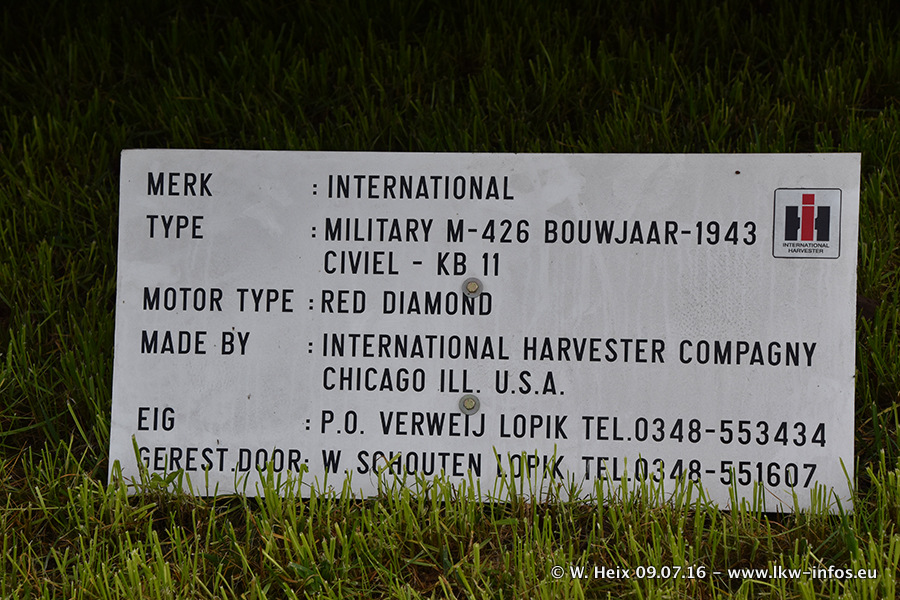 MERK : INTERNATIONAL
TYPE : MILITARY M-426 BOUWJAAR-1943
CIVIEL - KB 11
MOTOR TYPE : RED DIAMOND
MADE BY : INTERNATIONAL HARVESTER COMPAGNY
CHICAGO ILL. U.S.A.
EIG : P.O. VERWEIJ LOPIK TEL.0348-553434
GEREST.DOOR: W. SCHOUTEN LOPIK TEL.0348-551607
IH
INTERNATIONAL
HARVESTER
© W. Heix 09.07.16 - www.lkw-infos.eu